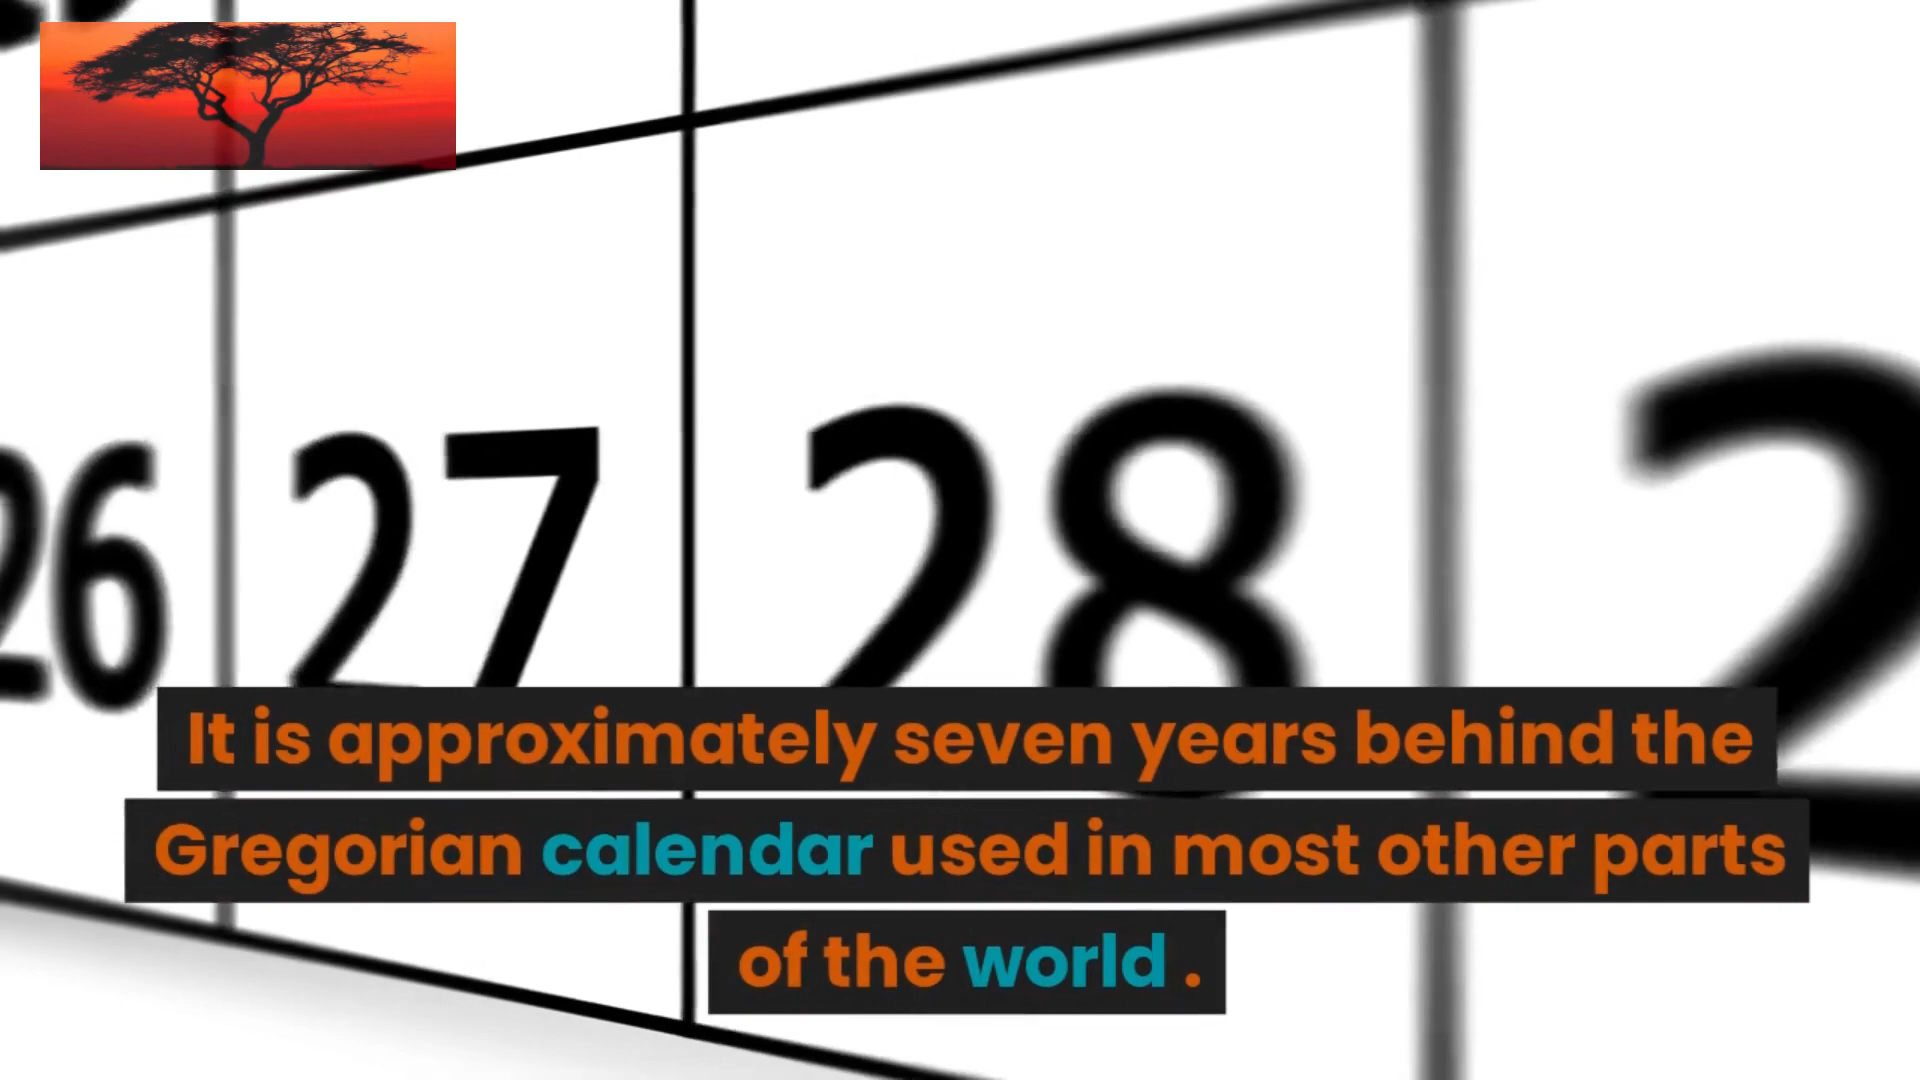 26 27 28 2
It is approximately seven years behind the
Gregorian calendar used in most other parts
of the world .